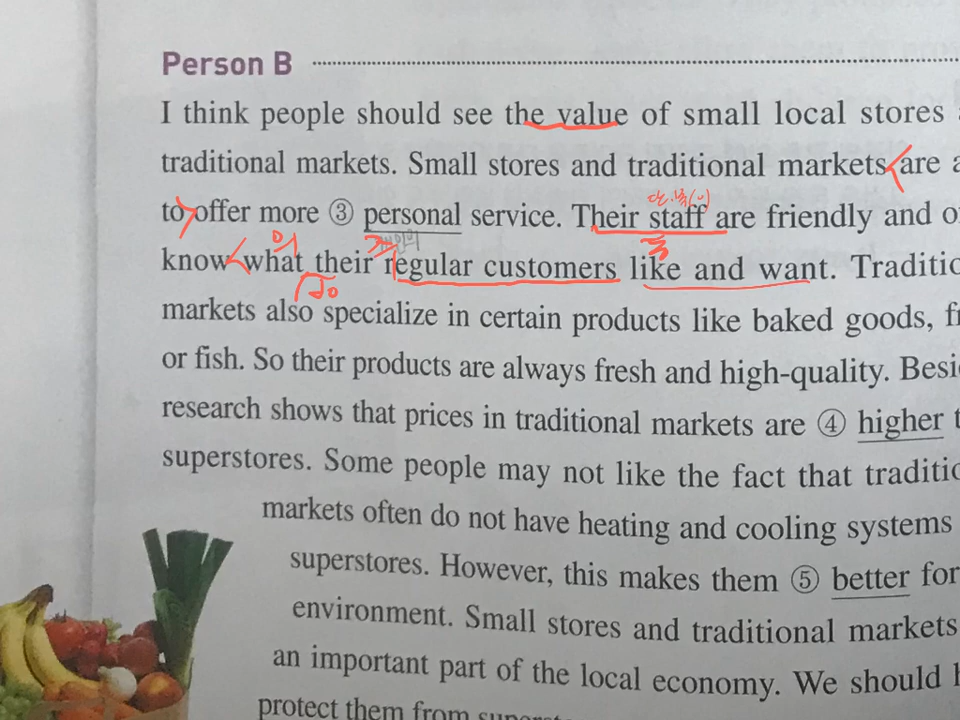 Person B
I think people should see the value of small local stores
traditional markets. Small stores and traditional markets are
to offer more ③ personal service. Their staff are friendly and
know what their regular customers like and want.
markets also specialize in certain products like baked goods,
or fish. So their products are always fresh and high-quality.
research shows that prices in traditional markets are ④ higher
superstores. Some people may not like the fact that
markets often do not have heating and cooling systems
superstores. However, this makes them ⑤ better for
environment. Small stores and traditional markets
an important part of the local economy. We should
protect them from